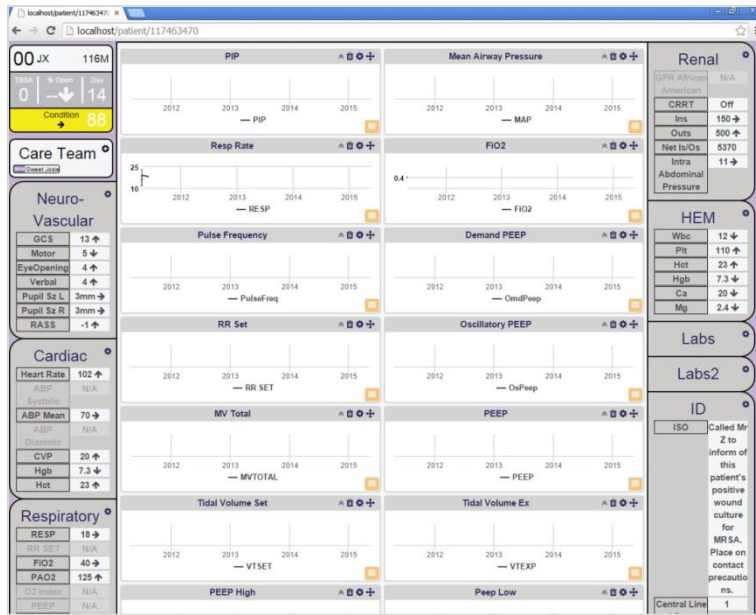 localhost/patient/117463470
localhost/patient/117463470
00 JX 116M
TBSA % Open Day
0 -- 14
Condition 88
Care Team
Sweet Josie
Neuro-
Vascular
GCS 13
Motor 5
EyeOpening 4
Verbal 4
Pupil Sz L 3mm
Pupil Sz R 3mm
RASS -1
Cardiac
Heart Rate 102
ABP N/A
Systolic
ABP Mean 70
ABP N/A
Diastolic
CVP 20
Hgb 7.3
Hct 23
Respiratory
RESP 18
RR SET N/A
FiO2 40
PAO2 125
O2 index N/A
PEEP N/A
PIP
2012 2013 2014 2015
PIP
Mean Airway Pressure
2012 2013 2014 2015
MAP
Resp Rate
25
10
2012 2013 2014 2015
RESP
FiO2
0.4
2012 2013 2014 2015
FiO2
Pulse Frequency
2012 2013 2014 2015
PulseFreq
Demand PEEP
2012 2013 2014 2015
OmdPeep
RR Set
2012 2013 2014 2015
RR SET
Oscillatory PEEP
2012 2013 2014 2015
OsPeep
MV Total
2012 2013 2014 2015
MVTOTAL
PEEP
2012 2013 2014 2015
PEEP
Tidal Volume Set
2012 2013 2014 2015
VTSET
Tidal Volume Ex
2012 2013 2014 2015
VTEXP
PEEP High
Peep Low
Renal
GFR African N/A
American
CRRT Off
Ins 150
Outs 500
Net Is/Os 5370
Intra 11
Abdominal
Pressure
HEM
Wbc 12
Plt 110
Hct 23
Hgb 7.3
Ca 20
Mg 2.4
Labs
Labs2
ID
ISO Called Mr
Z to
inform of
this
patient's
positive
wound
culture
for
MRSA.
Place on
contact
precautio
ns.
Central Line 1